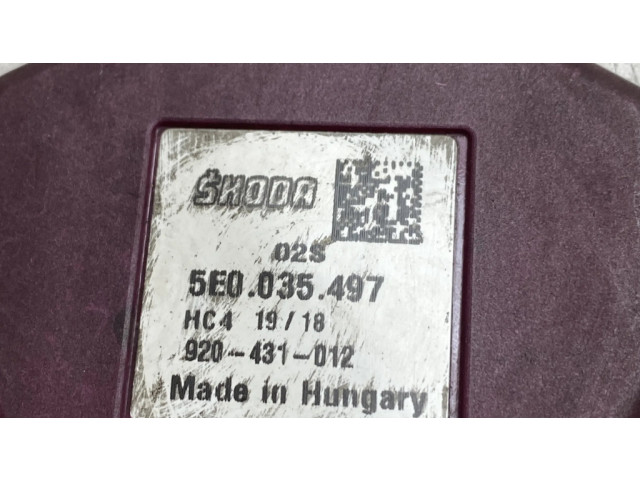 ŠKODA
02S
5E0.035.497
HC4 19/18
920-431-012
Made in Hungary